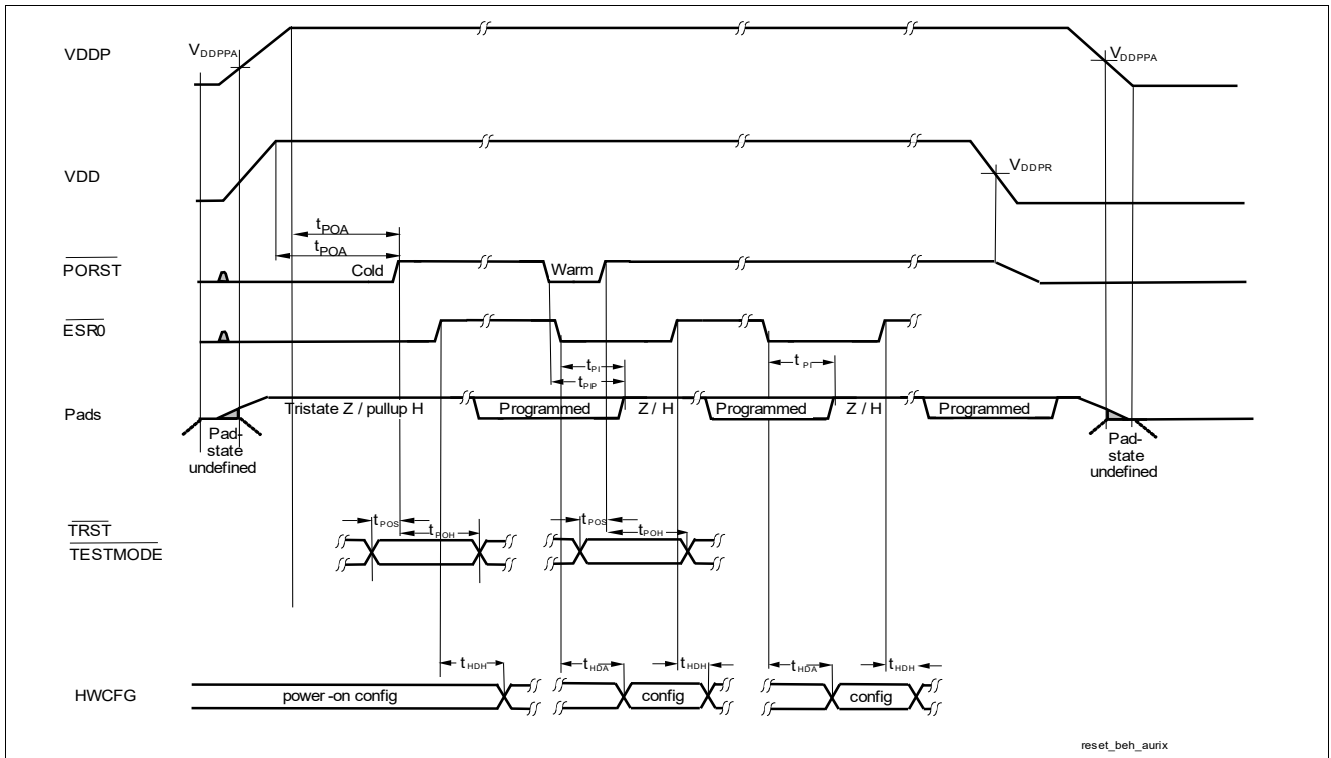 VDDP
VDDPPA
VDDPPA
VDD
VDDPR
tPOA
tPOA
PORST
Cold
Warm
ESR0
tPI
tPI
tPIP
Pads
Tristate Z / pullup H
Programmed
Z / H
Programmed
Z / H
Programmed
Pad-
state
undefined
Pad-
state
undefined
TRST
TESTMODE
tPOS
tPOH
tPOS
tPOH
tHDH
tHDA
tHDH
tHDA
tHDH
HWCFG
power-on config
config
config
reset_beh_aurix